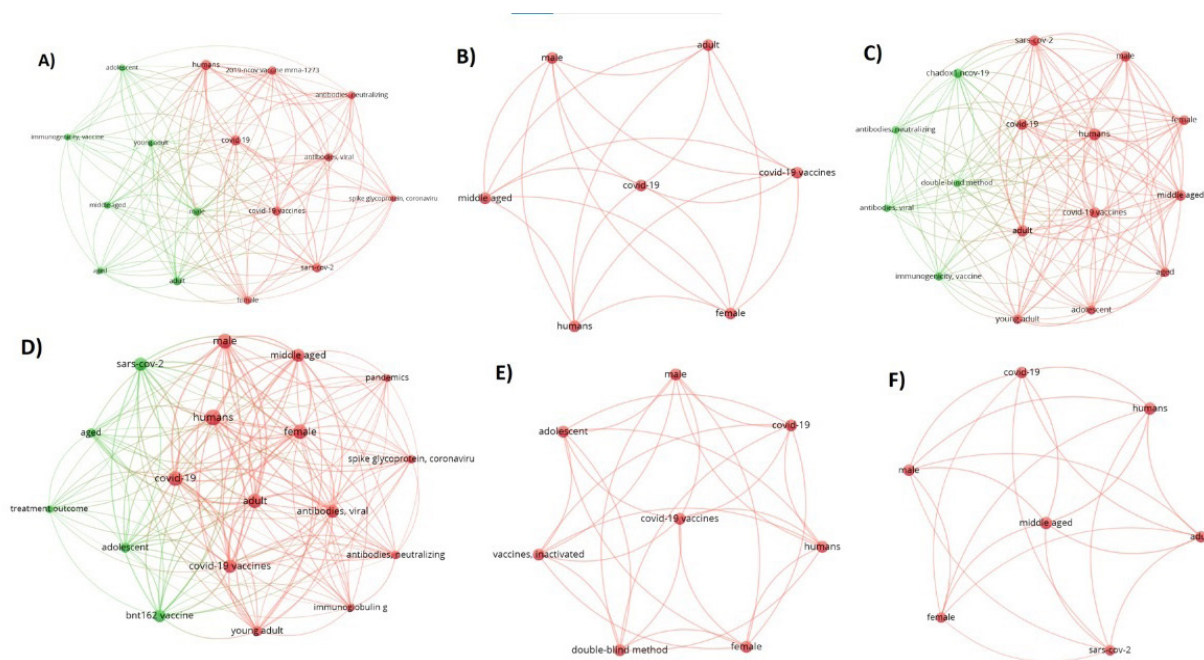 A)
adolescent
humans
2019-ncov vaccine mrna-1273
antibodies, neutralizing
immunogenicity, vaccine
young adult
covid-19
antibodies, viral
middle aged
covid-19 vaccines
spike glycoprotein, coronaviru
aged
adult
sars-cov-2
female
B)
male
adult
covid-19 vaccines
covid-19
middle aged
humans
female
C)
sars-cov-2
male
chadox1 ncov-19
antibodies, neutralizing
covid-19
humans
female
double-blind method
antibodies, viral
middle aged
covid-19 vaccines
adult
immunogenicity, vaccine
aged
adolescent
young adult
D)
male
sars-cov-2
middle aged
pandemics
humans
aged
female
spike glycoprotein, coronaviru
covid-19
adult
treatment outcome
antibodies, viral
adolescent
antibodies, neutralizing
covid-19 vaccines
bnt162 vaccine
immunoglobulin g
young adult
E)
male
adolescent
covid-19
covid-19 vaccines
vaccines, inactivated
humans
double-blind method
female
F)
covid-19
humans
male
middle aged
adu
female
sars-cov-2